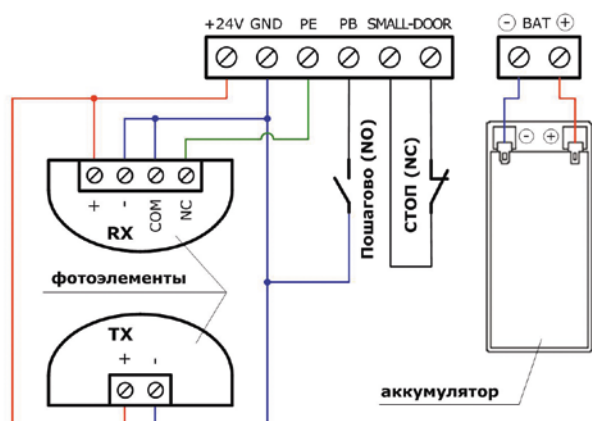 +24V GND PE PB SMALL-DOOR
- BAT +
- +
Пошагово (NO)
СТОП (NC)
+ - COM NC
RX
фотоэлементы
TX
+ -
аккумулятор